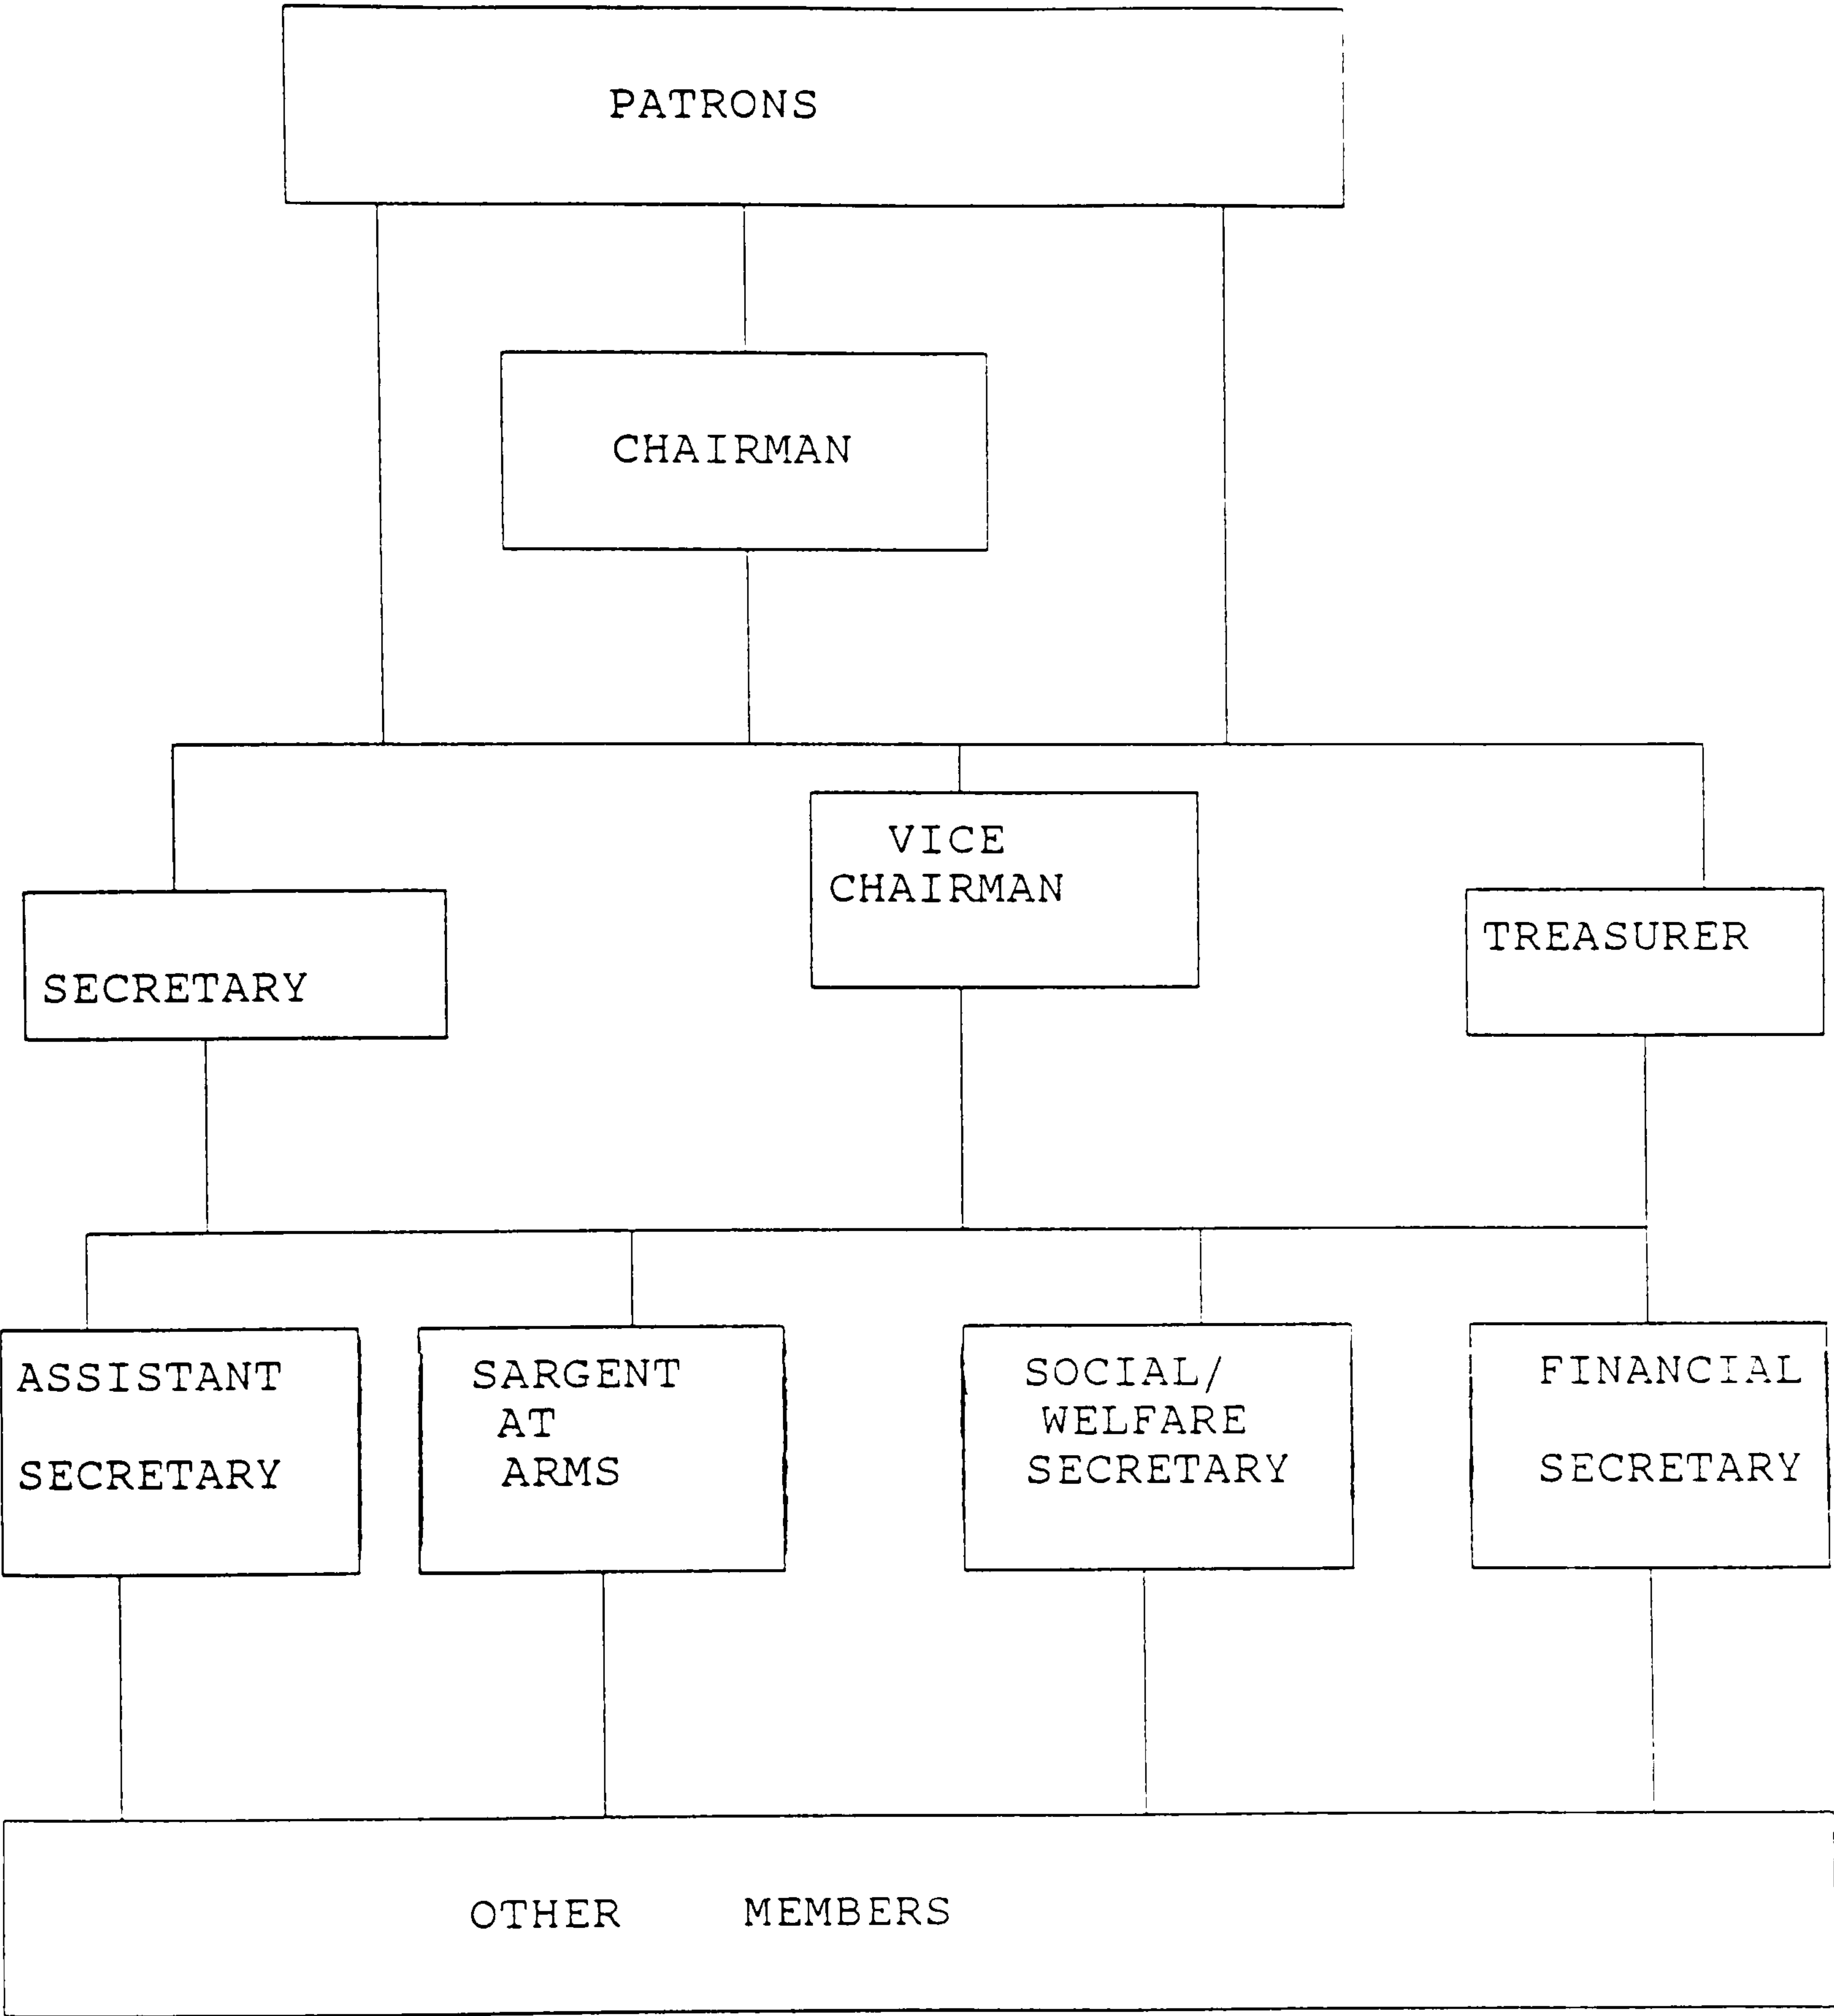 PATRONS
CHAIRMAN
VICE
CHAIRMAN
SECRETARY
TREASURER
ASSISTANT
SECRETARY
SARGENT
AT
ARMS
SOCIAL/
WELFARE
SECRETARY
FINANCIAL
SECRETARY
OTHER MEMBERS